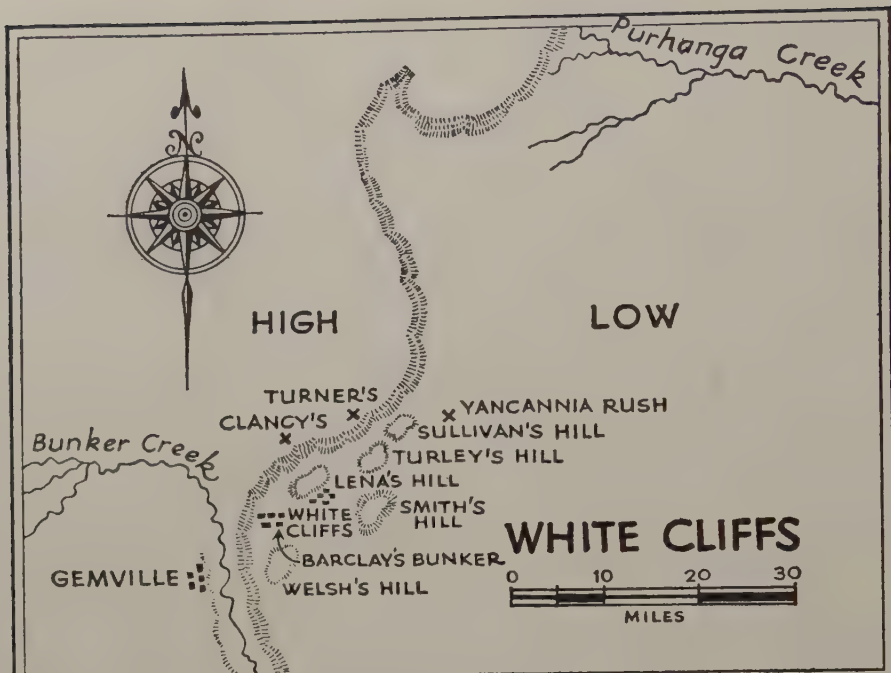 Purhanga Creek
N
HIGH
LOW
TURNER'S
YANCANNIA RUSH
CLANCY'S
SULLIVAN'S HILL
Bunker Creek
TURLEY'S HILL
LENA'S HILL
SMITH'S
HILL
WHITE
CLIFFS
WHITE CLIFFS
BARCLAY'S BUNKER
GEMVILLE
WELSH'S HILL
0 10 20 30
MILES